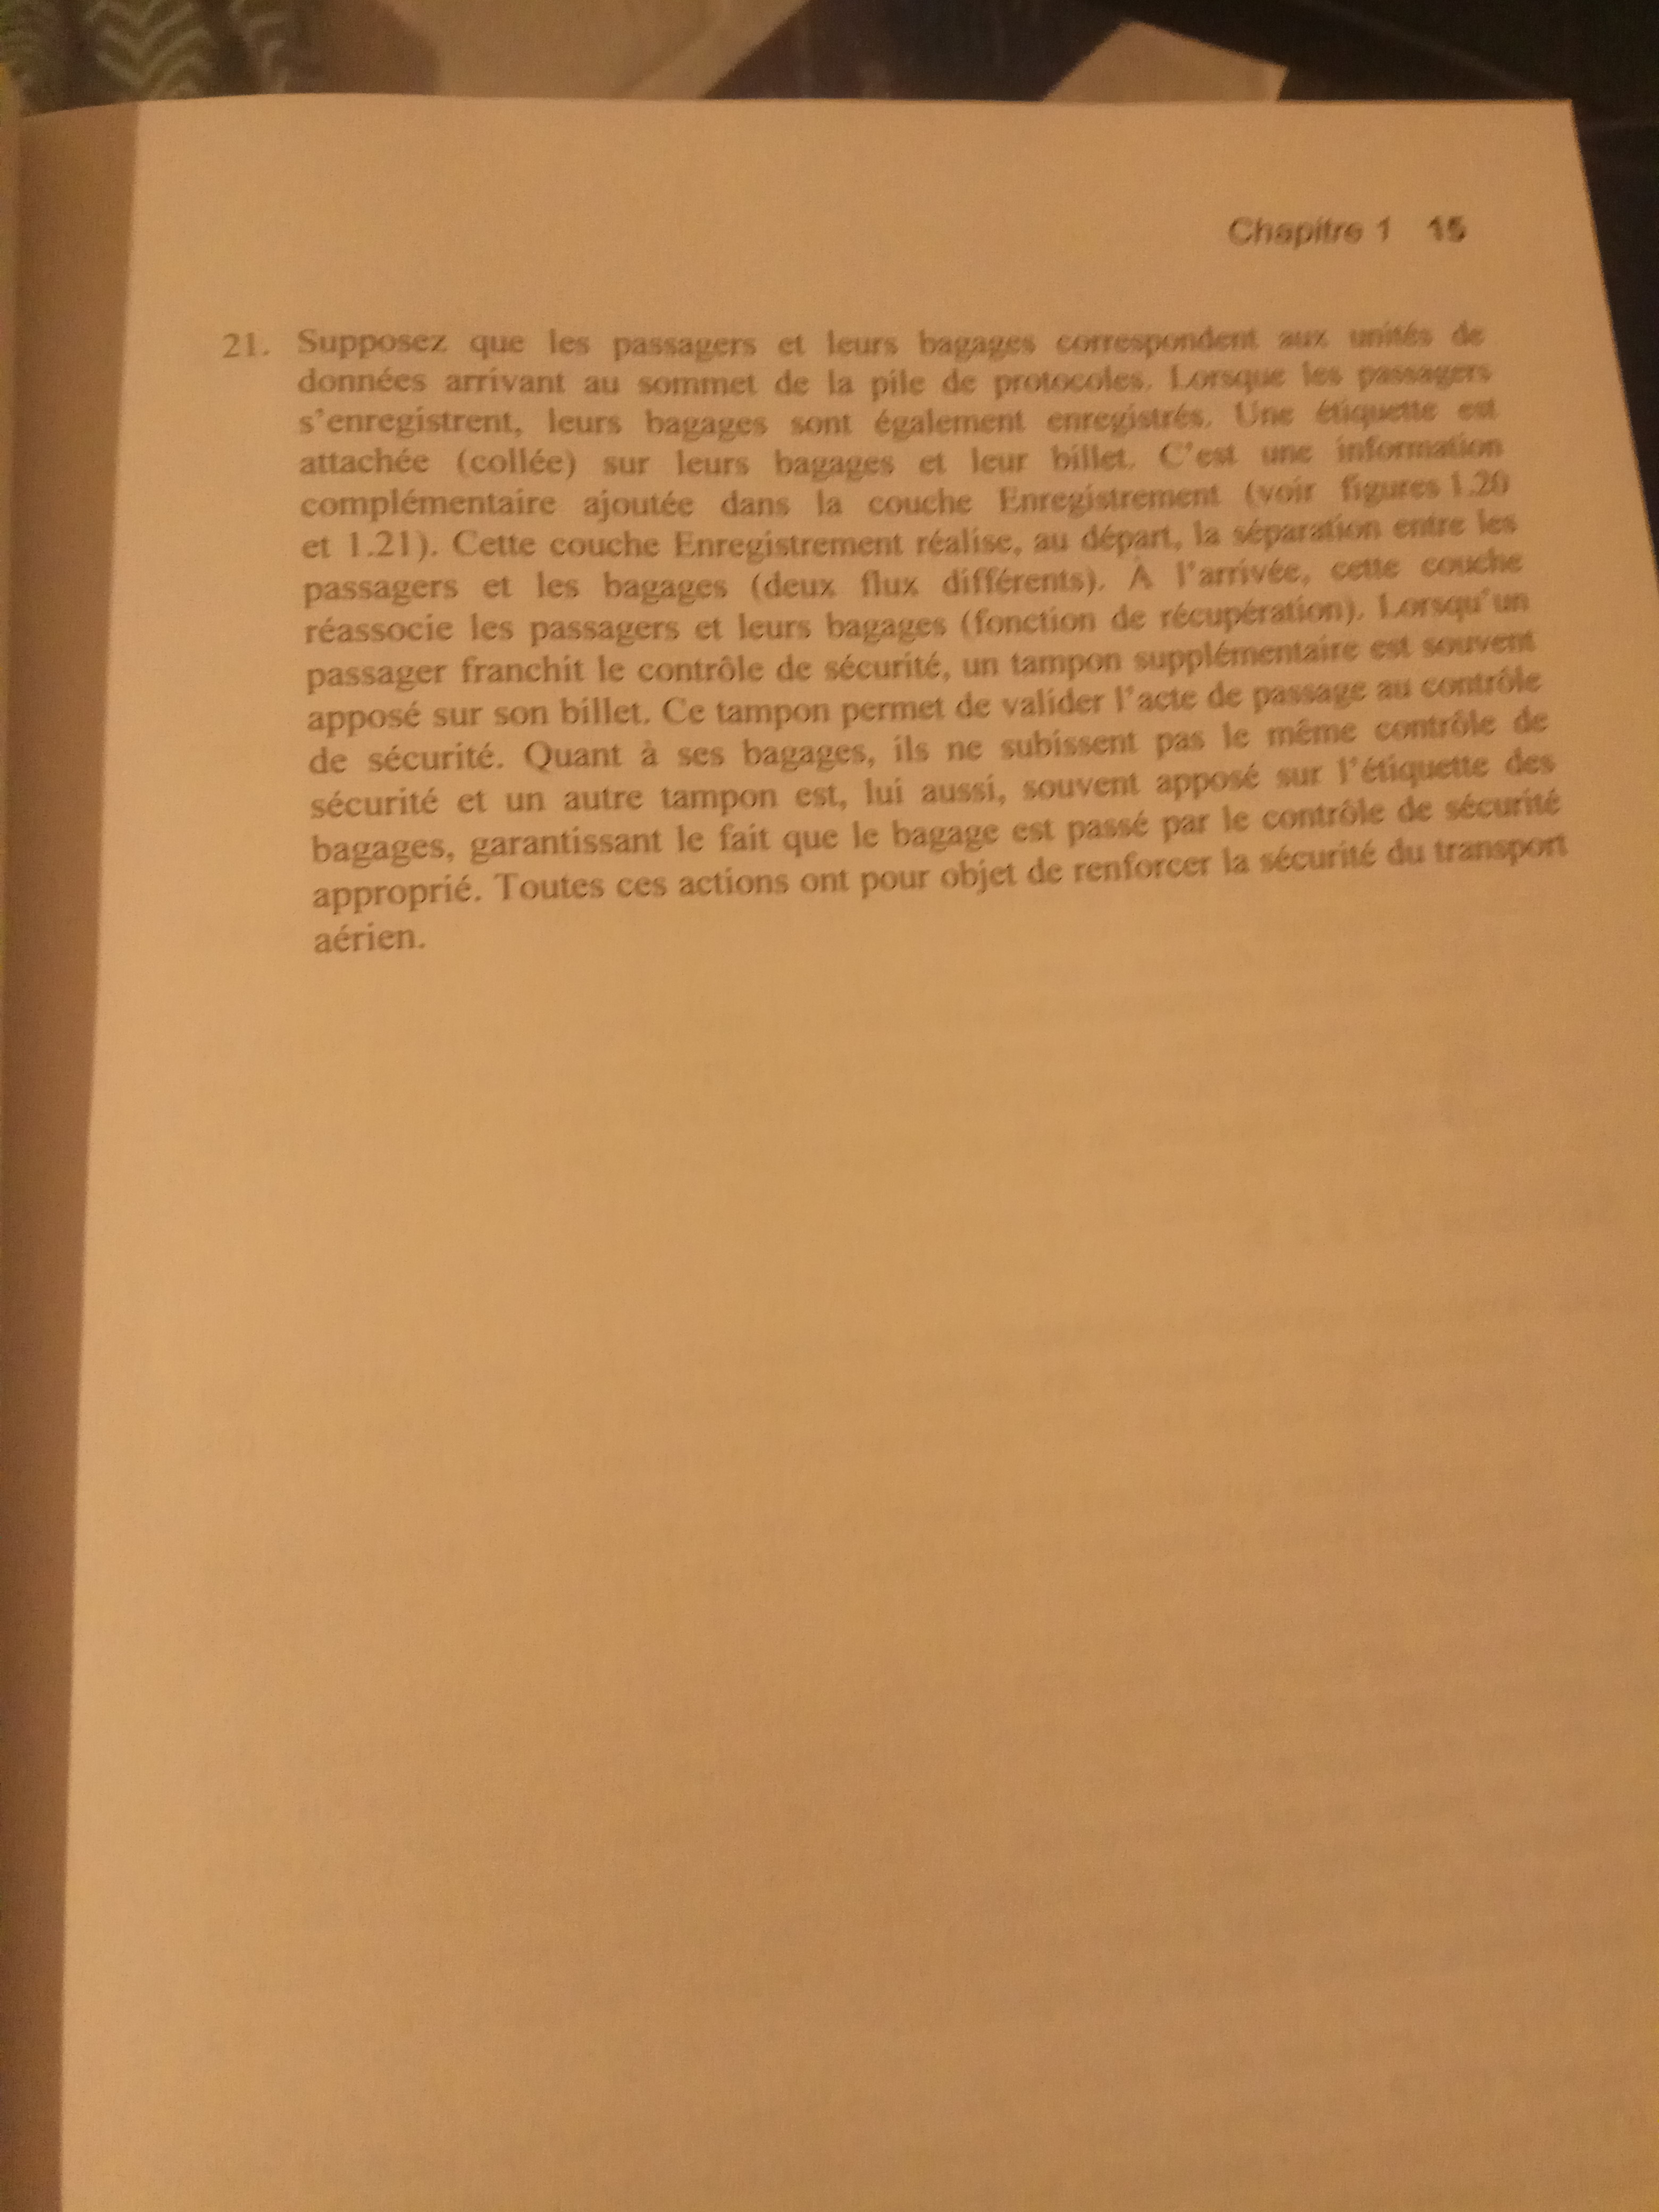 Chapitre 1 15
21. Supposez que les passagers et leurs bagages correspondent aux unités de
données arrivant au sommet de la pile de protocoles. Lorsque les passagers
s'enregistrent, leurs bagages sont également enregistrés. Une étiquette est
attachée (collée) sur leurs bagages et leur billet. C'est une information
complémentaire ajoutée dans la couche Enregistrement (voir figures 1.20
et 1.21). Cette couche Enregistrement réalise, au départ, la séparation entre les
passagers et les bagages (deux flux différents). À l'arrivée, cette couche
réassocie les passagers et leurs bagages (fonction de récupération). Lorsqu'un
passager franchit le contrôle de sécurité, un tampon supplémentaire est souvent
apposé sur son billet. Ce tampon permet de valider l'acte de passage au contrôle
de sécurité. Quant à ses bagages, ils ne subissent pas le même contrôle de
sécurité et un autre tampon est, lui aussi, souvent apposé sur l'étiquette des
bagages, garantissant le fait que le bagage est passé par le contrôle de sécurité
approprié. Toutes ces actions ont pour objet de renforcer la sécurité du transport
aérien.